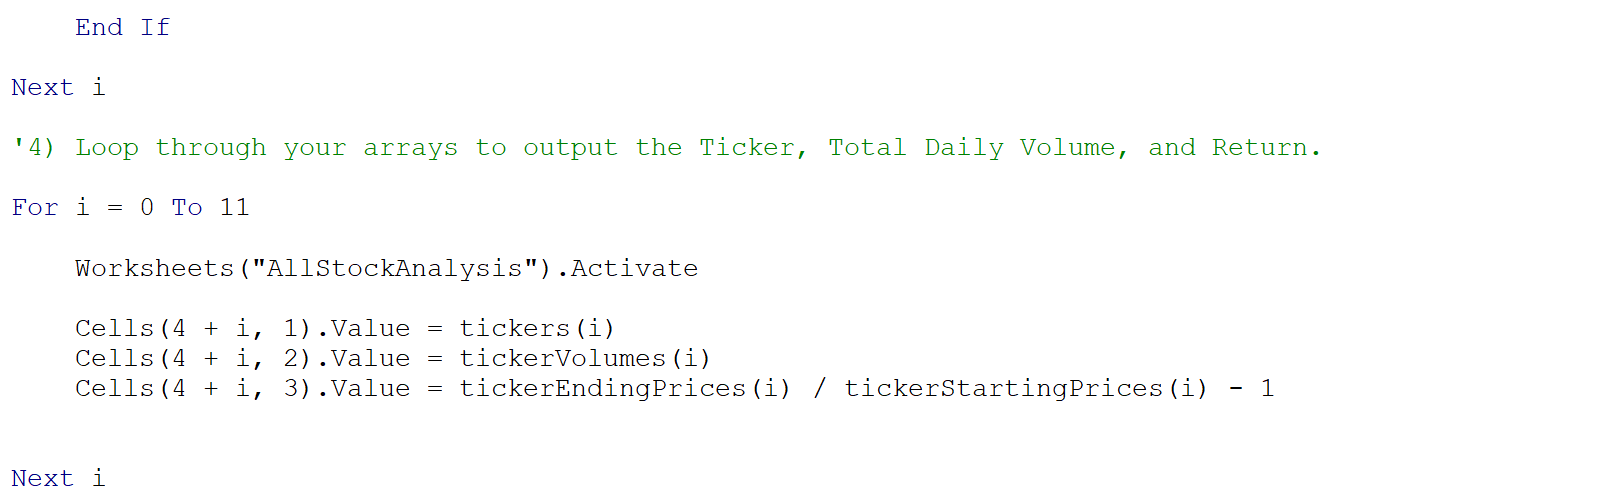 End If
Next i
'4) Loop through your arrays to output the Ticker, Total Daily Volume, and Return.
For i = 0 To 11
    Worksheets("AllStockAnalysis").Activate
    Cells(4 + i, 1).Value = tickers(i)
    Cells(4 + i, 2).Value = tickerVolumes(i)
    Cells(4 + i, 3).Value = tickerEndingPrices(i) / tickerStartingPrices(i) - 1
Next i